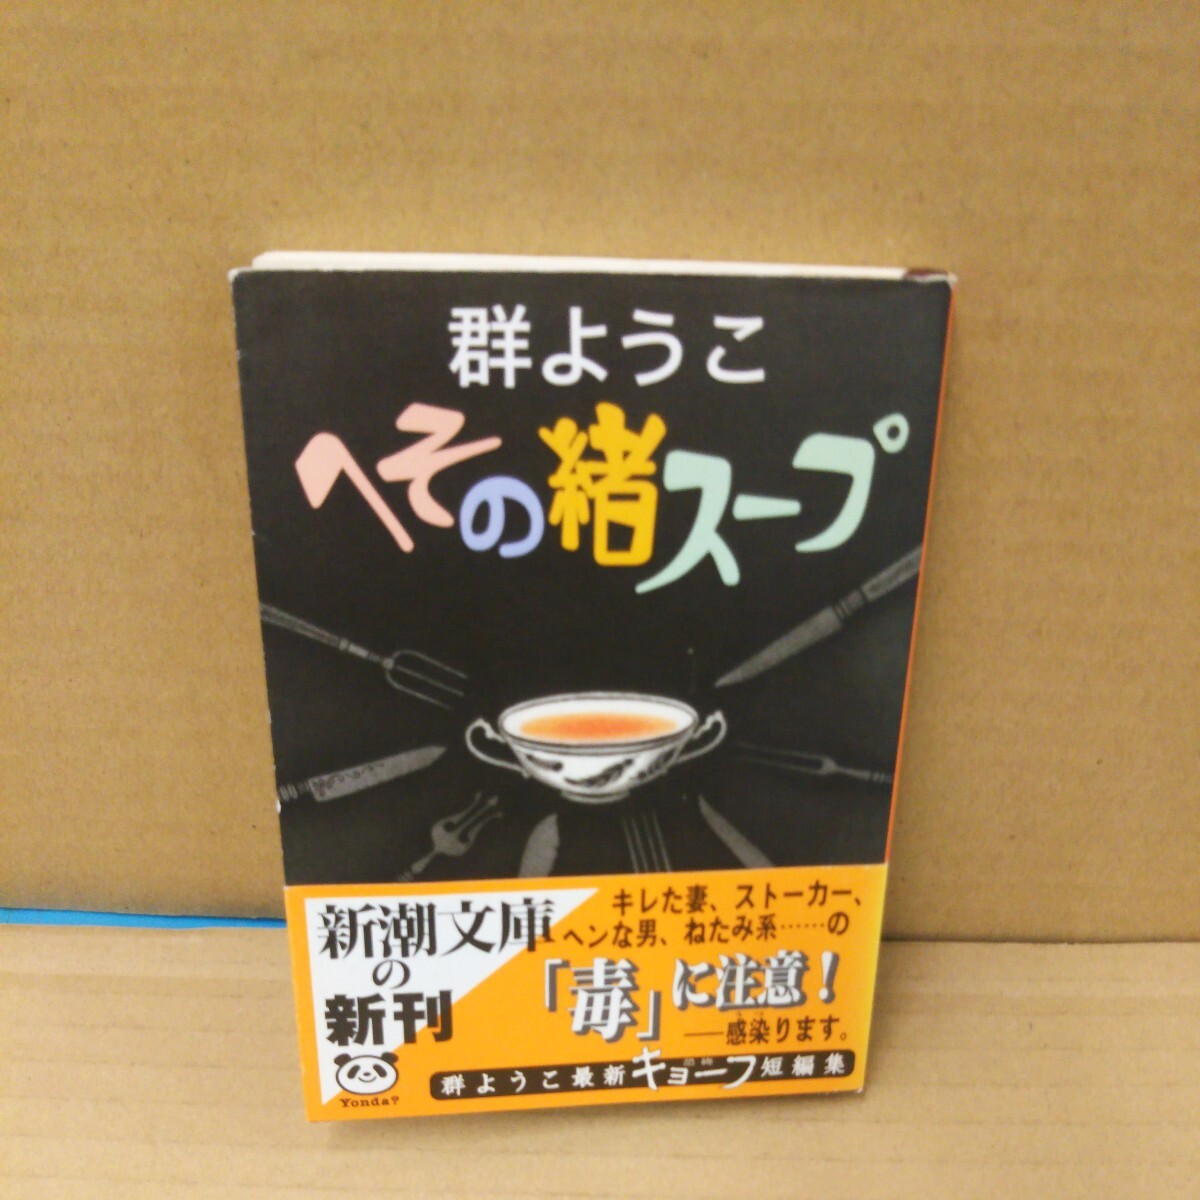 群ようこ
へその緒スープ
新潮文庫
の
新刊
Yonda?
キレた妻、ストーカー、
ヘンな男、ねたみ系……の
「毒」に注意!
──感染ります。
群ようこ最新キョーフ短編集